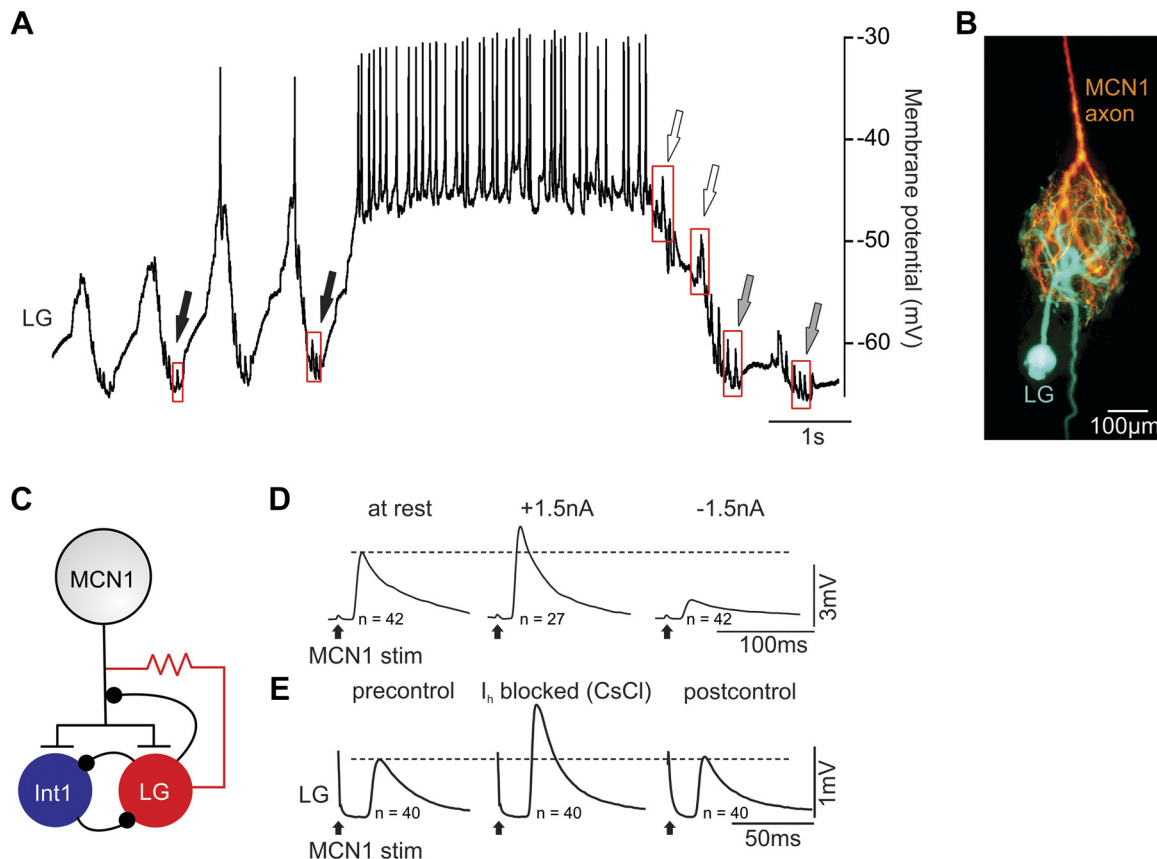 A
-30
-40
-50
-60
Membrane potential (mV)
LG
1s
B
MCN1
axon
LG
100µm
C
MCN1
Int1
LG
D
at rest
+1.5nA
-1.5nA
n = 42
n = 27
n = 42
3mV
100ms
MCN1 stim
E
precontrol
Iₕ blocked (CsCl)
postcontrol
LG
n = 40
n = 40
n = 40
1mV
50ms
MCN1 stim